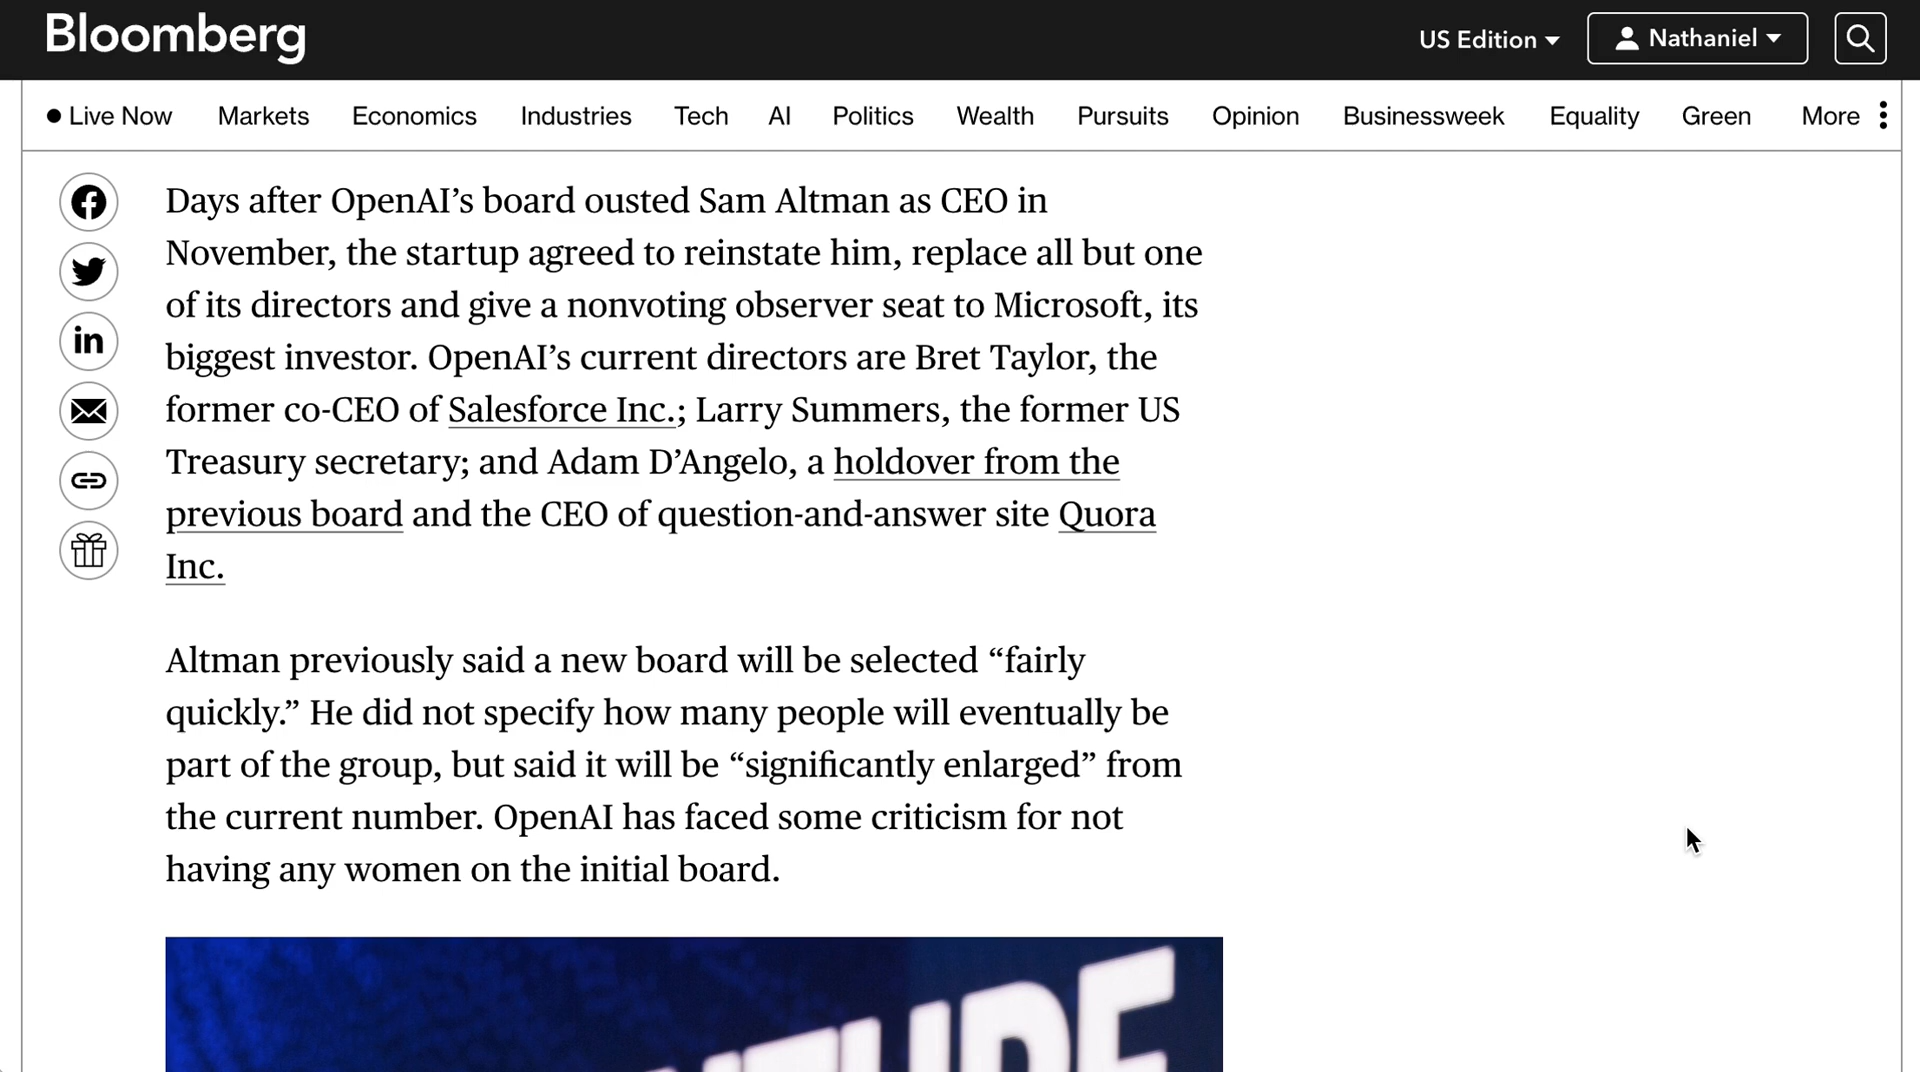 Bloomberg
US Edition
Nathaniel
Live Now Markets Economics Industries Tech AI Politics Wealth Pursuits Opinion Businessweek Equality Green More
Days after OpenAI’s board ousted Sam Altman as CEO in
November, the startup agreed to reinstate him, replace all but one
of its directors and give a nonvoting observer seat to Microsoft, its
biggest investor. OpenAI’s current directors are Bret Taylor, the
former co-CEO of Salesforce Inc.; Larry Summers, the former US
Treasury secretary; and Adam D’Angelo, a holdover from the
previous board and the CEO of question-and-answer site Quora
Inc.
Altman previously said a new board will be selected “fairly
quickly.” He did not specify how many people will eventually be
part of the group, but said it will be “significantly enlarged” from
the current number. OpenAI has faced some criticism for not
having any women on the initial board.